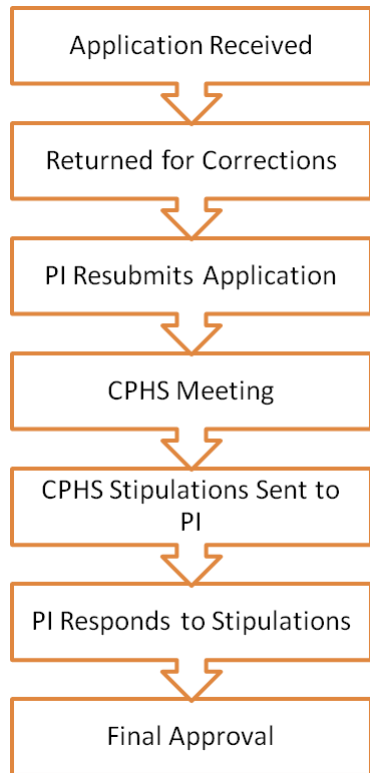 Application Received
Returned for Corrections
PI Resubmits Application
CPHS Meeting
CPHS Stipulations Sent to
PI
PI Responds to Stipulations
Final Approval